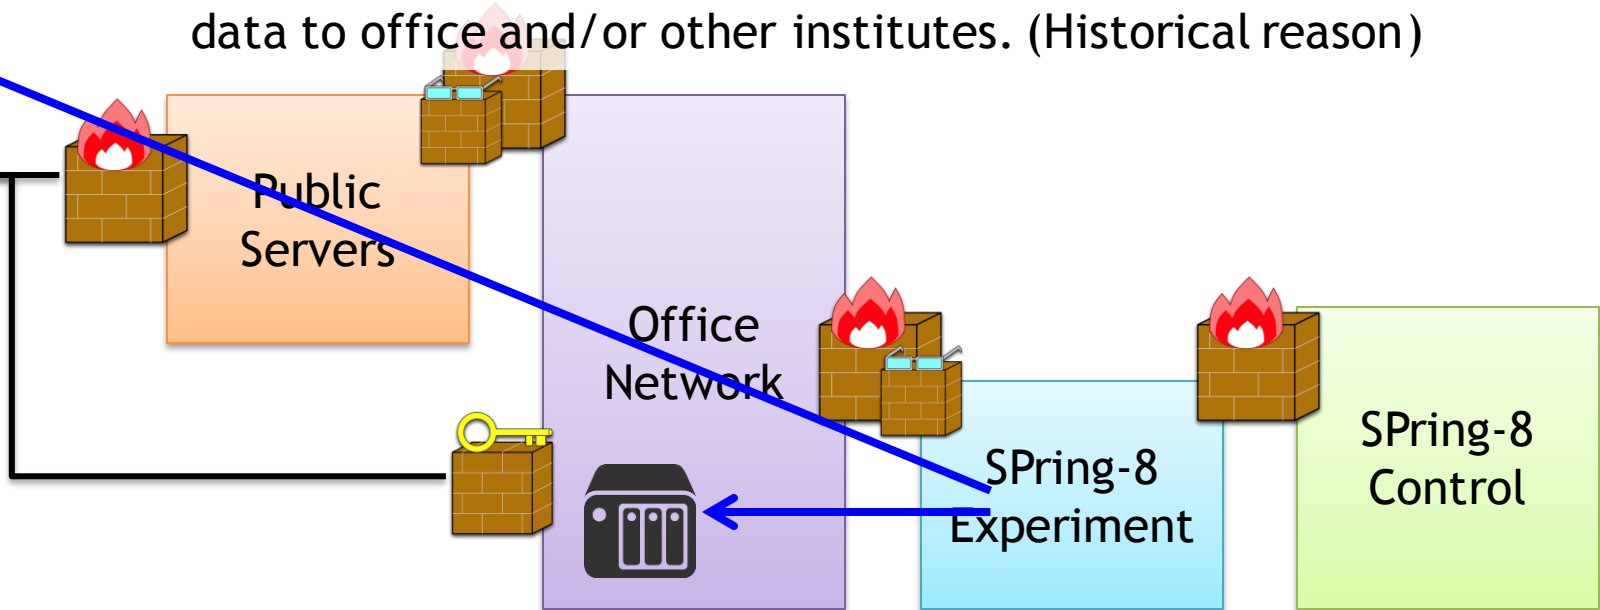 data to office and/or other institutes. (Historical reason)
Public
Servers
Office
Network
SPring-8
Experiment
SPring-8
Control